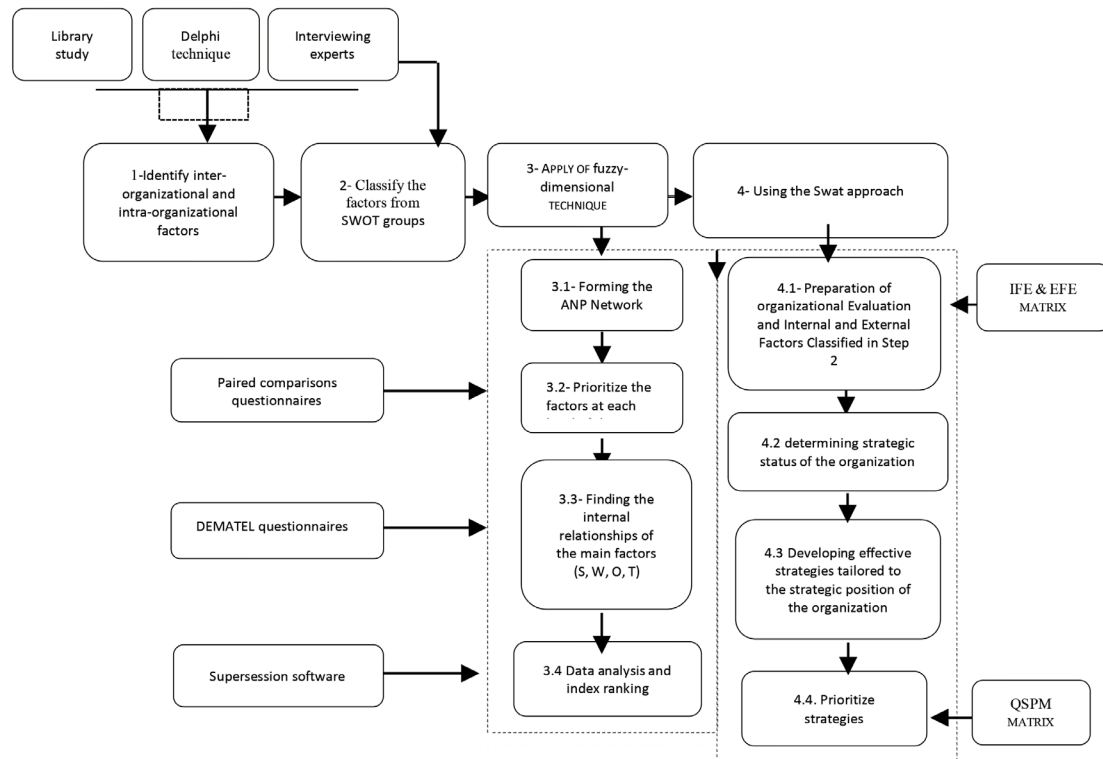 Library
study
Delphi
technique
Interviewing
experts
1-Identify inter-
organizational and
intra-organizational
factors
2- Classify the
factors from
SWOT groups
3- APPLY OF fuzzy-
dimensional
TECHNIQUE
4- Using the Swat approach
3.1- Forming the
ANP Network
4.1- Preparation of
organizational Evaluation
and Internal and External
Factors Classified in Step
2
IFE & EFE
MATRIX
Paired comparisons
questionnaires
3.2- Prioritize the
factors at each
4.2 determining strategic
status of the organization
DEMATEL questionnaires
3.3- Finding the
internal
relationships of
the main factors
(S, W, O, T)
4.3 Developing effective
strategies tailored to
the strategic position of
the organization
Supersession software
3.4 Data analysis and
index ranking
4.4. Prioritize
strategies
QSPM
MATRIX